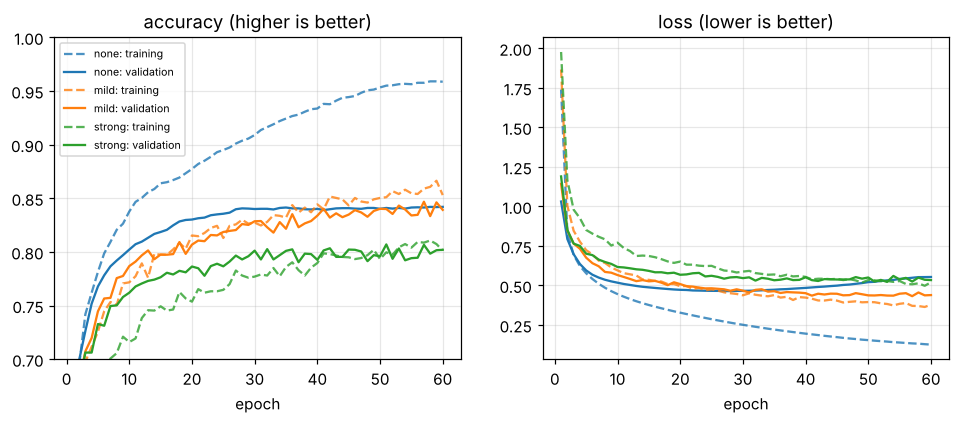 accuracy (higher is better)
1.00
0.95
0.90
0.85
0.80
0.75
0.70
none: training
none: validation
mild: training
mild: validation
strong: training
strong: validation
0 10 20 30 40 50 60
epoch
loss (lower is better)
2.00
1.75
1.50
1.25
1.00
0.75
0.50
0.25
0 10 20 30 40 50 60
epoch